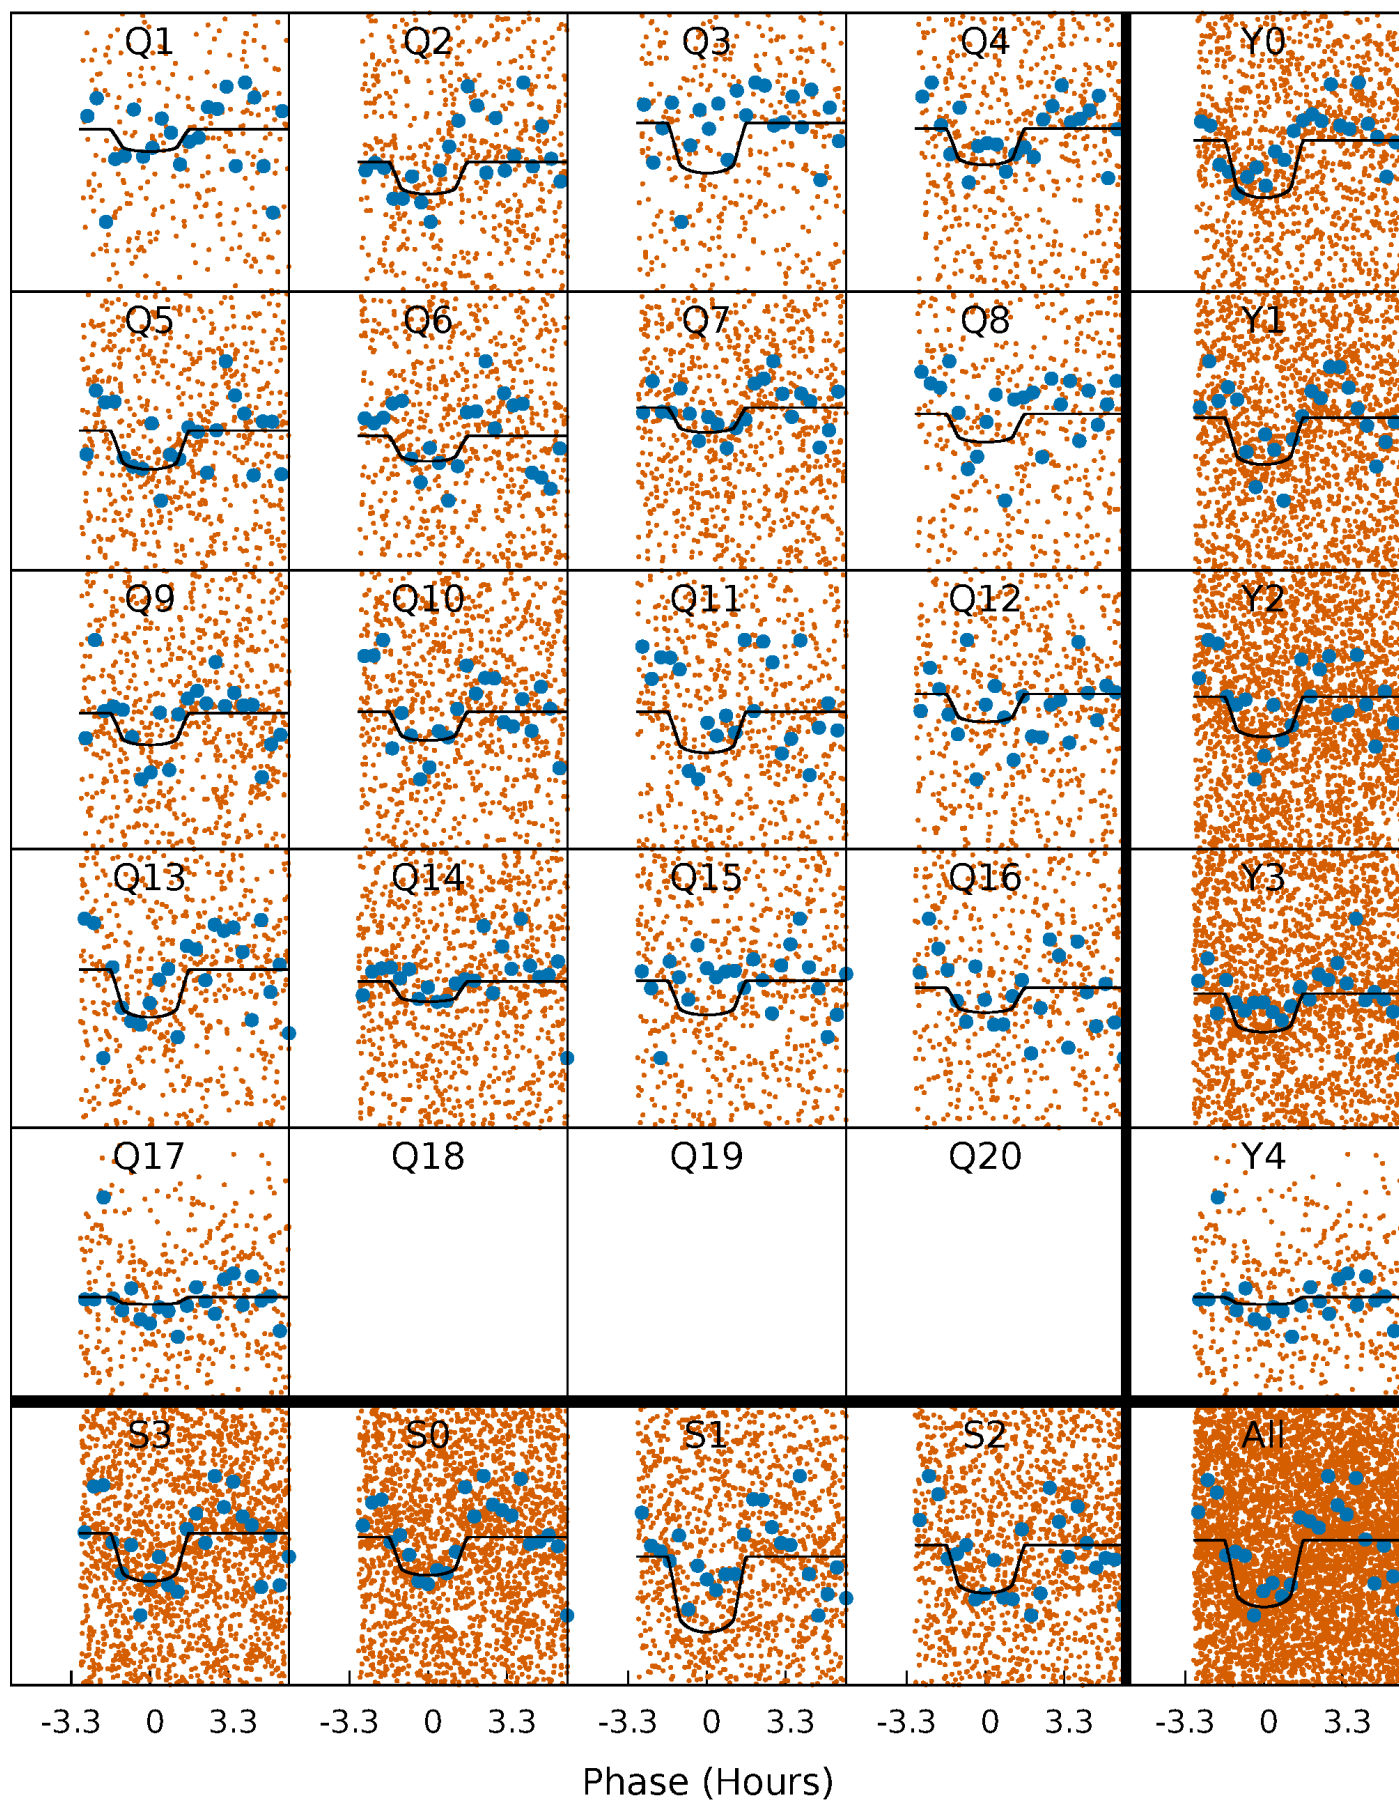 Q1 Q2 Q3 Q4 Y0
Q5 Q6 Q7 Q8 Y1
Q9 Q10 Q11 Q12 Y2
Q13 Q14 Q15 Q16 Y3
Q17 Q18 Q19 Q20 Y4
S3 S0 S1 S2 All
-3.3 0 3.3 -3.3 0 3.3 -3.3 0 3.3 -3.3 0 3.3 -3.3 0 3.3
Phase (Hours)